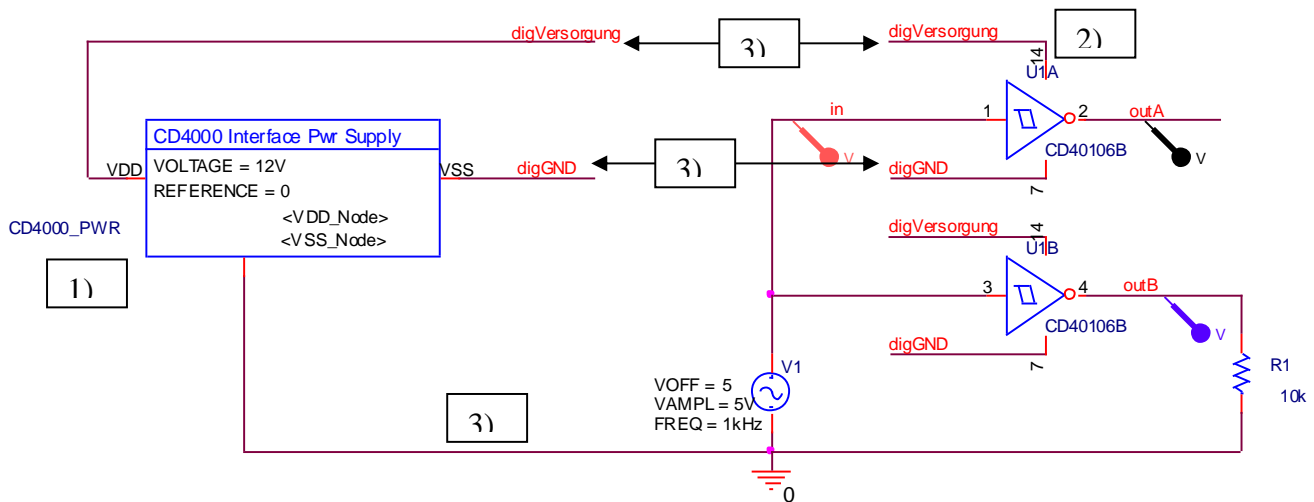 digVersorgung
3)
digVersorgung
2)
14
U1A
in
1
2
outA
V
V
CD40106B
CD4000 Interface Pwr Supply
VDD
VOLTAGE = 12V
REFERENCE = 0
<VDD_Node>
<VSS_Node>
VSS
digGND
3)
digGND
7
CD4000_PWR
1)
digVersorgung
14
U1B
3
4
outB
V
CD40106B
digGND
7
V1
VOFF = 5
VAMPL = 5V
FREQ = 1kHz
R1
10k
3)
0